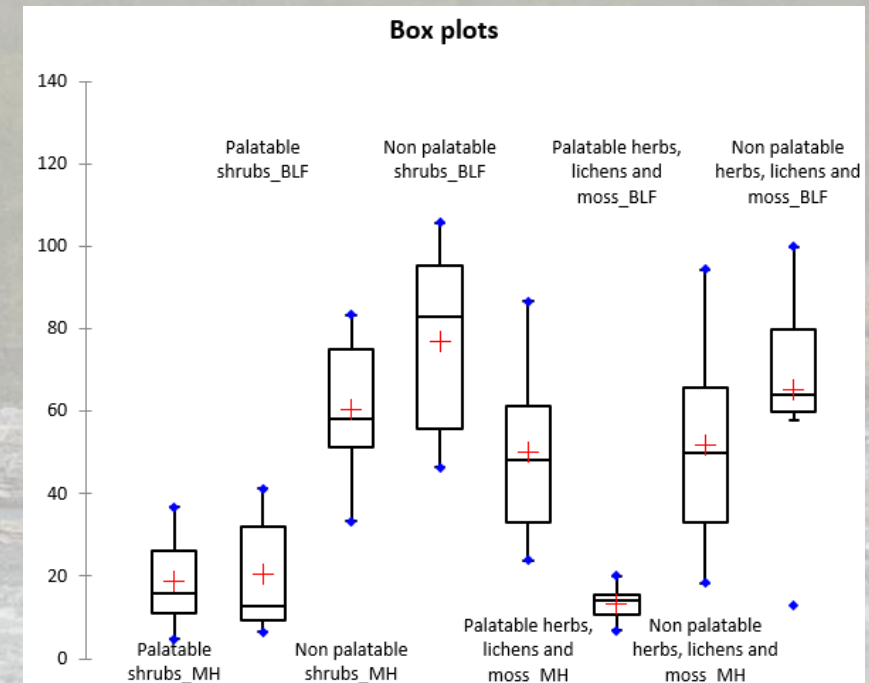 Box plots
140
120
100
80
60
40
20
0
Palatable
shrubs_BLF
Non palatable
shrubs_BLF
Palatable herbs,
lichens and
moss_BLF
Non palatable
herbs, lichens and
moss_BLF
Palatable
shrubs_MH
Non palatable
shrubs_MH
Palatable herbs,
lichens and
moss_MH
Non palatable
herbs, lichens and
moss_MH